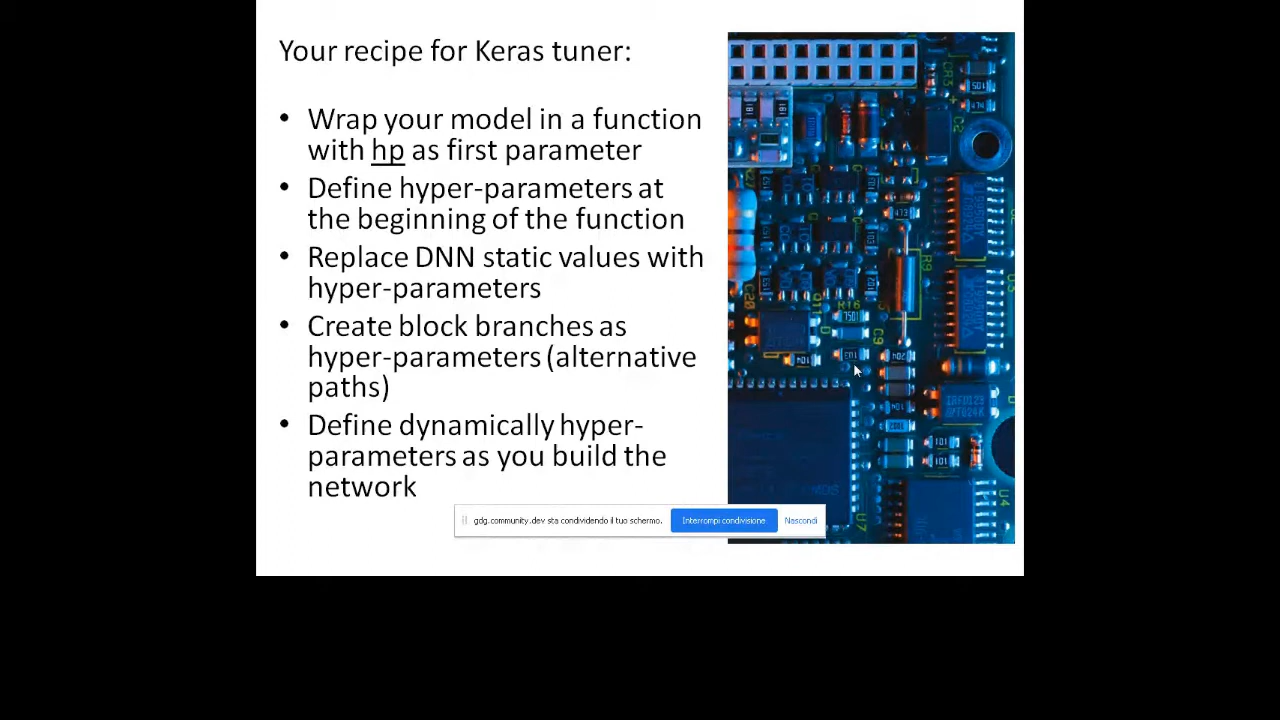 Your recipe for Keras tuner:
• Wrap your model in a function
with hp as first parameter
• Define hyper-parameters at
the beginning of the function
• Replace DNN static values with
hyper-parameters
• Create block branches as
hyper-parameters (alternative
paths)
• Define dynamically hyper-
parameters as you build the
network
gdg.community.dev sta condividendo il tuo schermo.
Interrompi condivisione
Nascondi